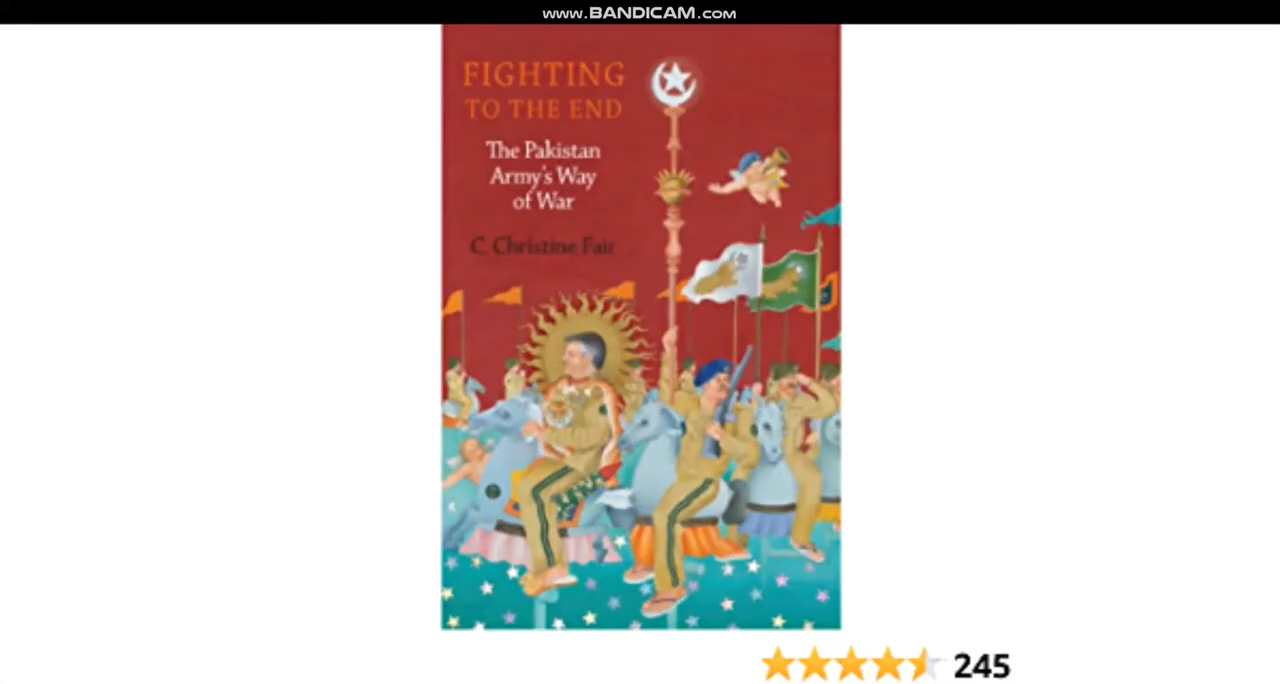 www.BANDICAM.com
FIGHTING
TO THE END
The Pakistan
Army's Way
of War
C. Christine Fair
245